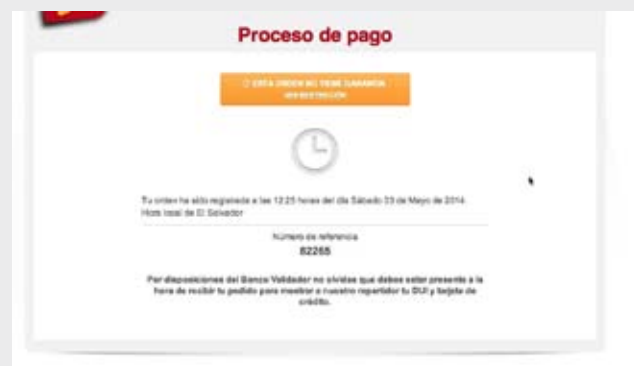 Proceso de pago
ESTA ORDEN NO TIENE GARANTIA
Tu orden ha sido registrada a las 12:25 horas del día Sábado de Mayo de 2014
Hora local de El Salvador
Número de referencia
62265
Por disposiciones del Banco Validador no olvides que debes estar presente a la
hora de recibir tu pedido para mostrar a nuestro repartidor tu DUI y tarjeta de
crédito.